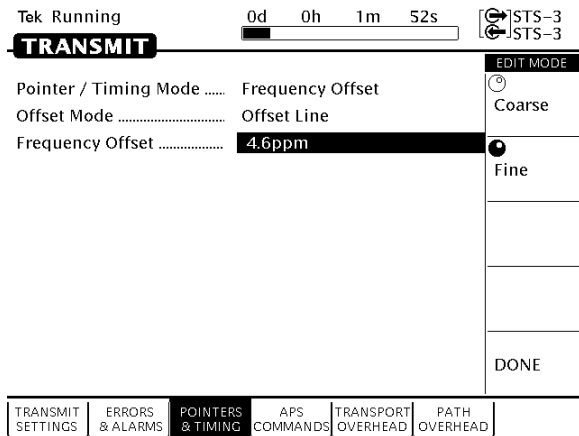 Tek Running 0d 0h 1m 52s STS–3
STS–3
TRANSMIT
EDIT MODE
Pointer / Timing Mode ...... Frequency Offset
Coarse
Offset Mode ............................. Offset Line
Frequency Offset .................. 4.6ppm
Fine
DONE
TRANSMIT SETTINGS
ERRORS & ALARMS
POINTERS & TIMING
APS COMMANDS
TRANSPORT OVERHEAD
PATH OVERHEAD